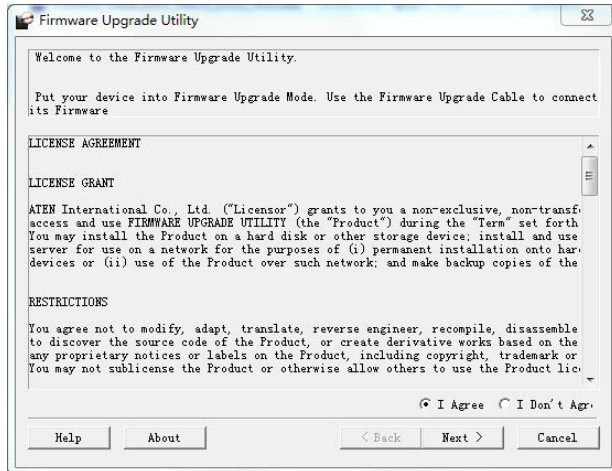 Firmware Upgrade Utility
Welcome to the Firmware Upgrade Utility.
Put your device into Firmware Upgrade Mode. Use the Firmware Upgrade Cable to connect
its Firmware
LICENSE AGREEMENT
LICENSE GRANT
ATEN International Co., Ltd. ("Licensor") grants to you a non-exclusive, non-transf
access and use FIRMWARE UPGRADE UTILITY (the "Product") during the "Term" set forth
You may install the Product on a hard disk or other storage device; install and use
server for use on a network for the purposes of (i) permanent installation onto har
devices or (ii) use of the Product over such network; and make backup copies of the
RESTRICTIONS
You agree not to modify, adapt, translate, reverse engineer, recompile, disassemble
to discover the source code of the Product, or create derivative works based on the
any proprietary notices or labels on the Product, including copyright, trademark or
You may not sublicense the Product or otherwise allow others to use the Product lic
I Agree I Don't Agr
Help About < Back Next > Cancel